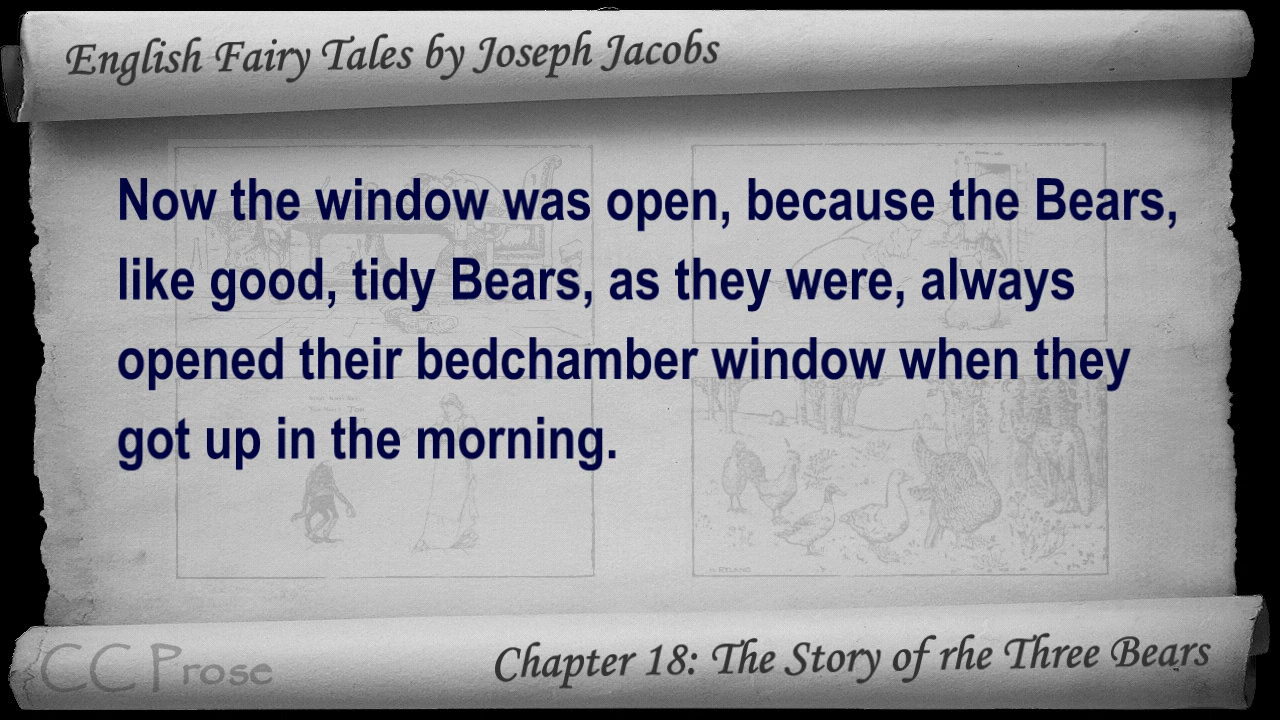 English Fairy Tales by Joseph Jacobs
Now the window was open, because the Bears,
like good, tidy Bears, as they were, always
opened their bedchamber window when they
got up in the morning.
CC Prose
Chapter 18: The Story of rhe Three Bears